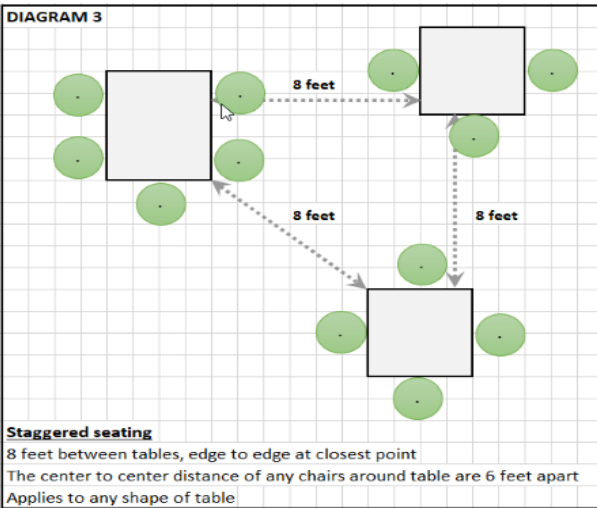 DIAGRAM 3
8 feet
8 feet
8 feet
Staggered seating
8 feet between tables, edge to edge at closest point
The center to center distance of any chairs around table are 6 feet apart
Applies to any shape of table